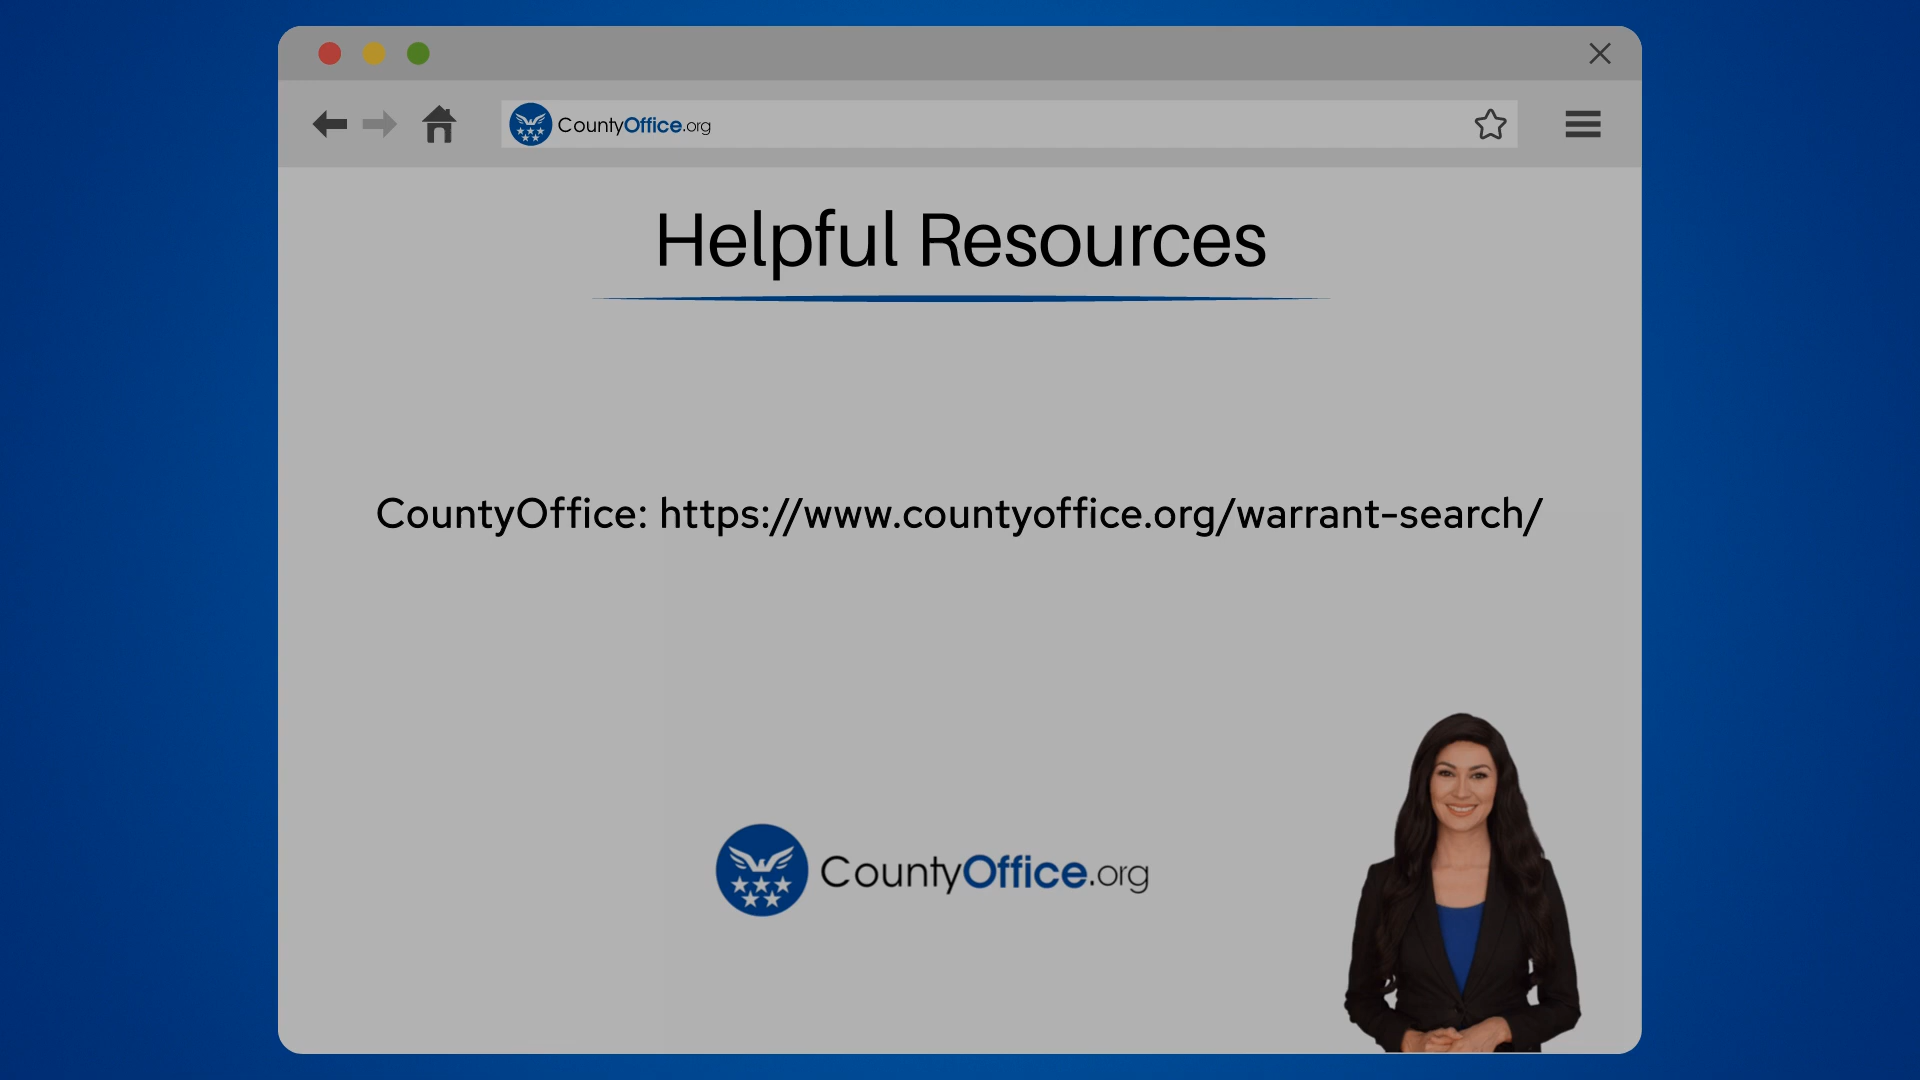 CountyOffice.org
Helpful Resources
CountyOffice: https://www.countyoffice.org/warrant-search/
CountyOffice.org